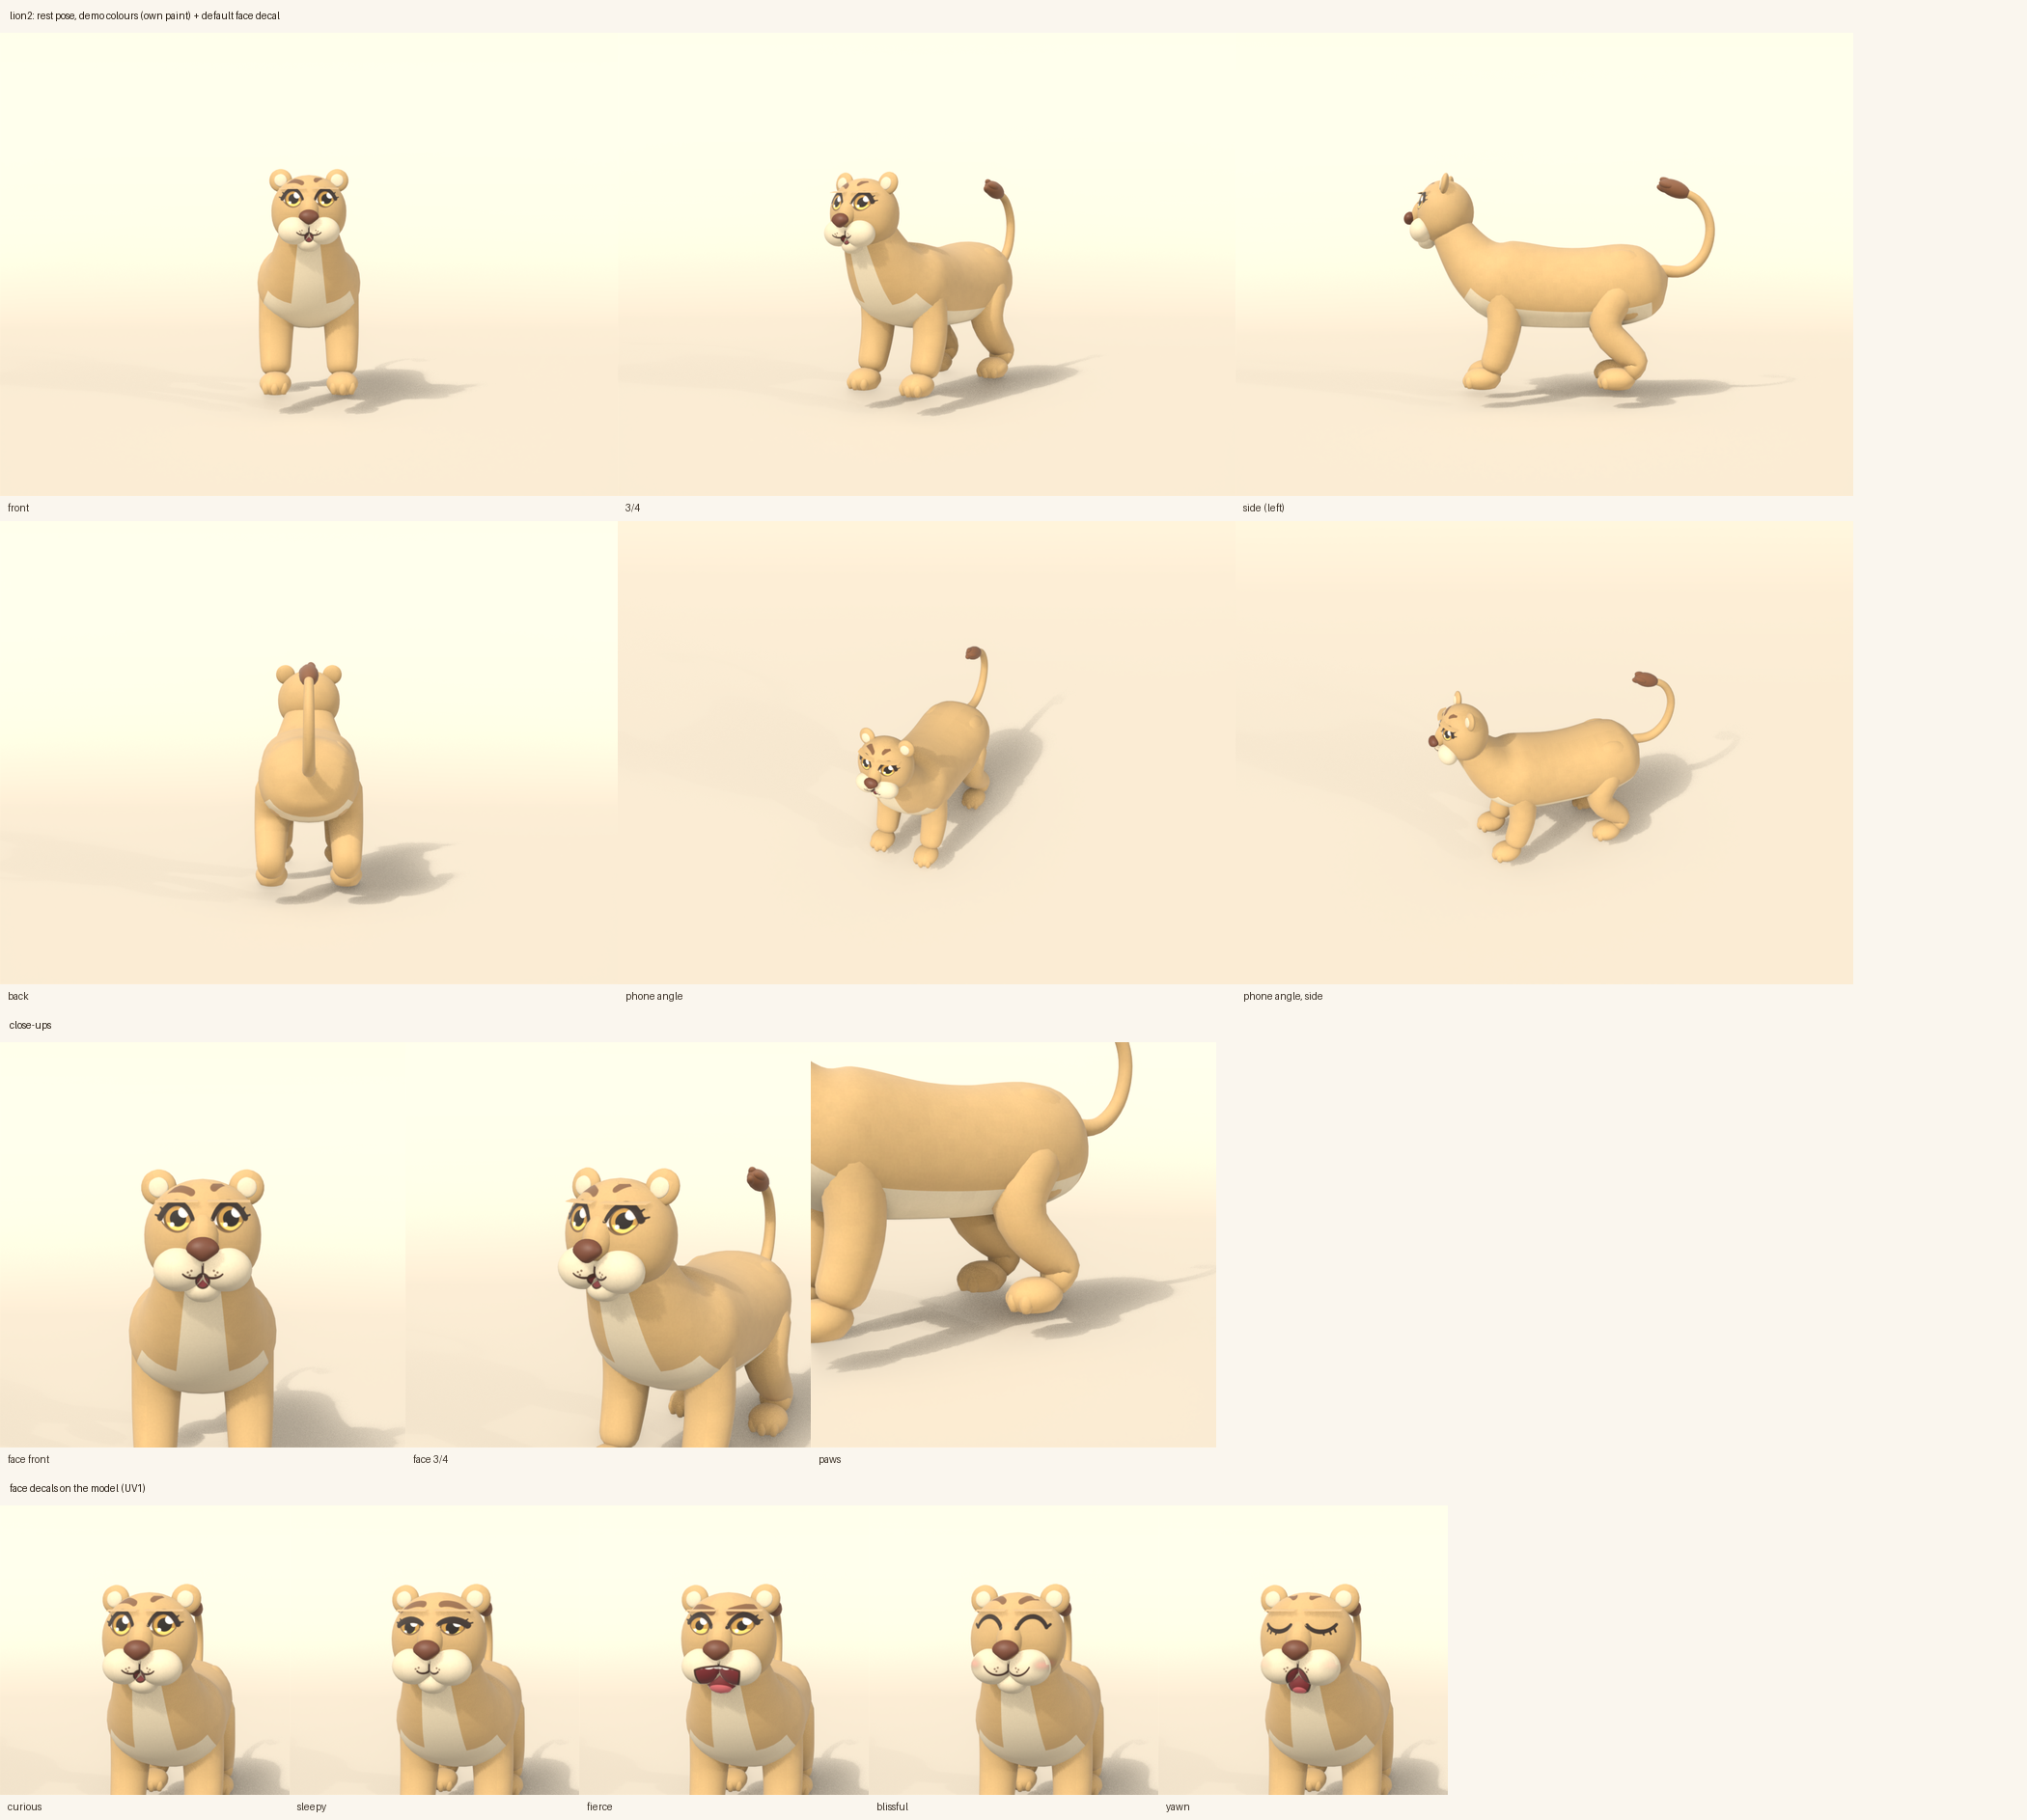 lion2: rest pose, demo colours (own paint) + default face decal
front
3/4
side (left)
back
phone angle
phone angle, side
close-ups
face front
face 3/4
paws
face decals on the model (UV1)
curious
sleepy
fierce
blissful
yawn